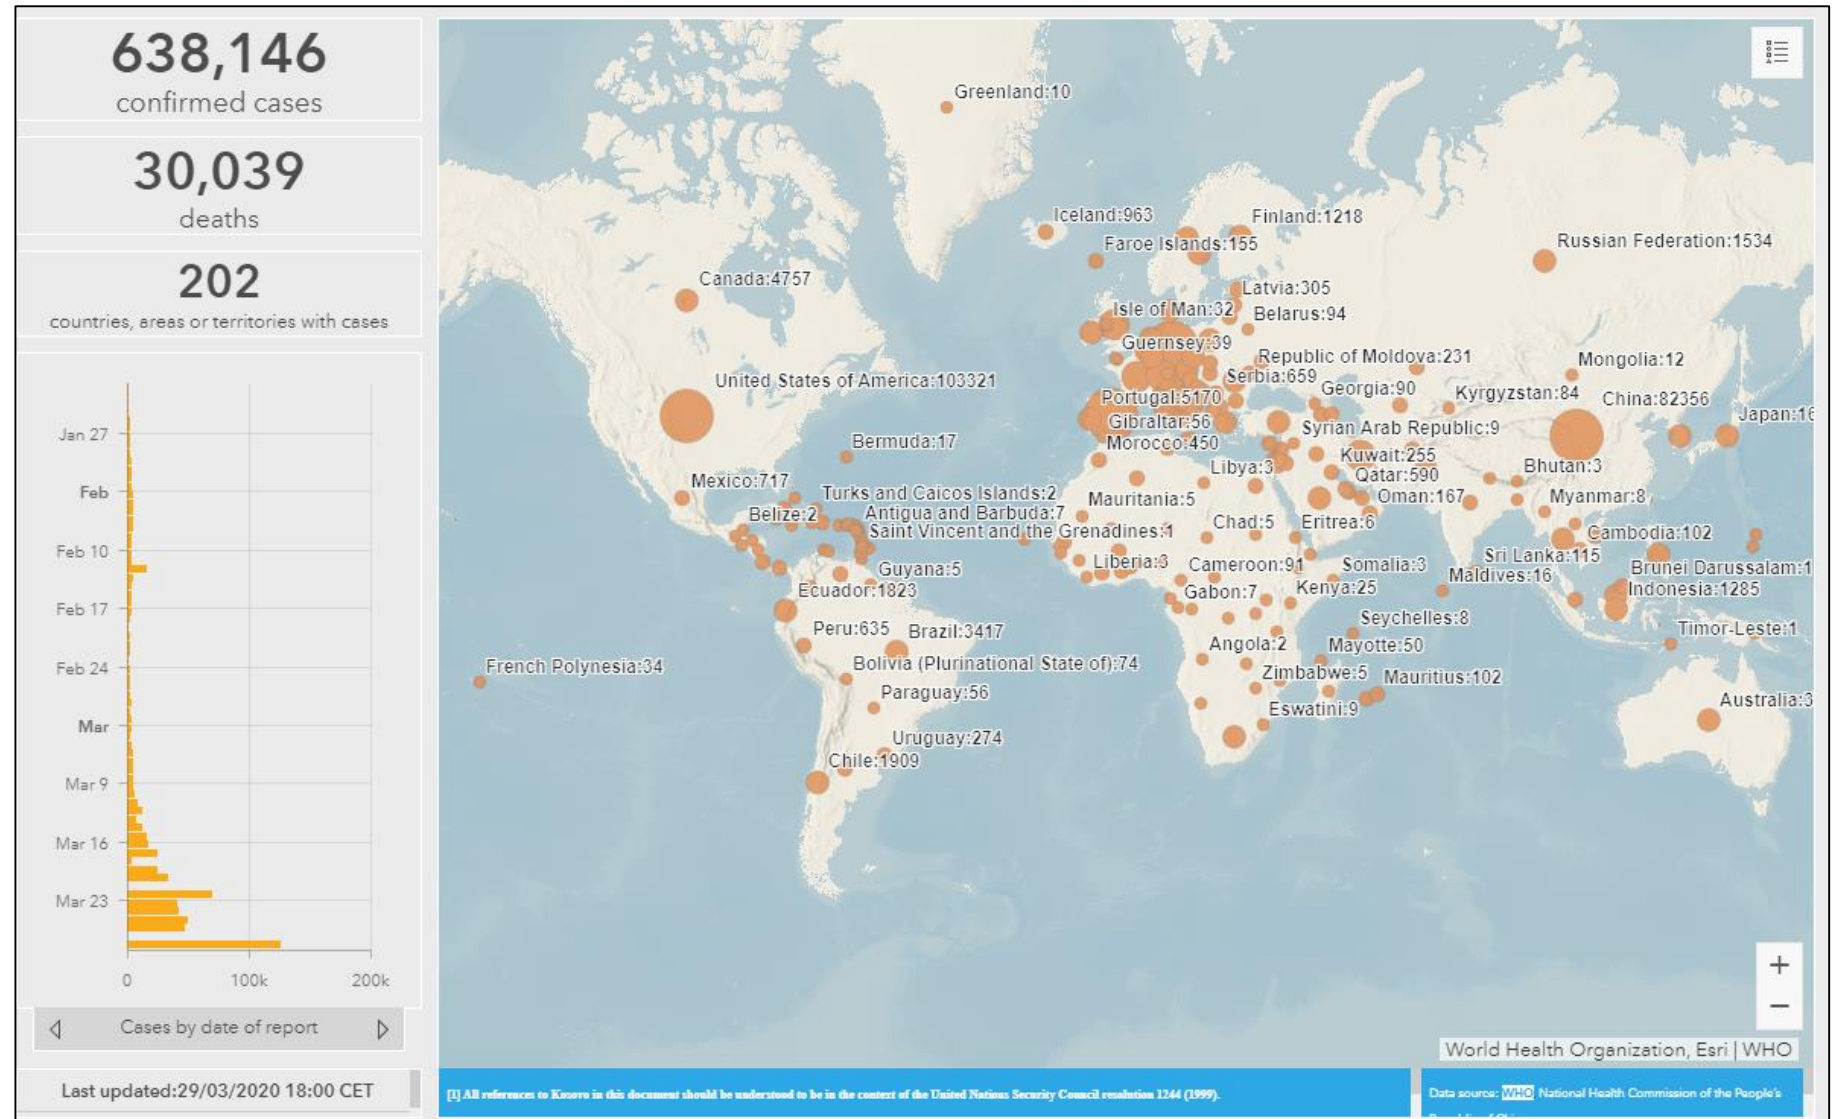 638,146
confirmed cases
30,039
deaths
202
countries, areas or territories with cases
Jan 27
Feb
Feb 10
Feb 17
Feb 24
Mar
Mar 9
Mar 16
Mar 23
0
100k
200k
Cases by date of report
Last updated:29/03/2020 18:00 CET
Greenland:10
Iceland:963
Finland:1218
Faroe Islands:155
Russian Federation:1534
Canada:4757
Latvia:305
Isle of Man:32
Belarus:94
Guernsey:39
Republic of Moldova:231
Mongolia:12
United States of America:103321
Serbia:659
Georgia:90
Kyrgyzstan:84
China:82356
Portugal:5170
Japan:16
Gibraltar:56
Syrian Arab Republic:9
Bermuda:17
Morocco:450
Kuwait:255
Libya:3
Bhutan:3
Mexico:717
Qatar:590
Turks and Caicos Islands:2
Mauritania:5
Oman:167
Myanmar:8
Belize:2
Antigua and Barbuda:7
Chad:5
Eritrea:6
Saint Vincent and the Grenadines:1
Cambodia:102
Liberia:3
Cameroon:91
Somalia:3
Sri Lanka:115
Guyana:5
Maldives:16
Brunei Darussalam:1
Ecuador:1823
Gabon:7
Kenya:25
Indonesia:1285
Seychelles:8
Peru:635
Brazil:3417
Timor-Leste:1
Angola:2
Mayotte:50
French Polynesia:34
Bolivia (Plurinational State of):74
Zimbabwe:5
Mauritius:102
Paraguay:56
Australia:3
Eswatini:9
Uruguay:274
Chile:1909
+
−
World Health Organization, Esri | WHO
[1] All references to Kosovo in this document should be understood to be in the context of the United Nations Security Council resolution 1244 (1999).
Data source: WHO National Health Commission of the People's